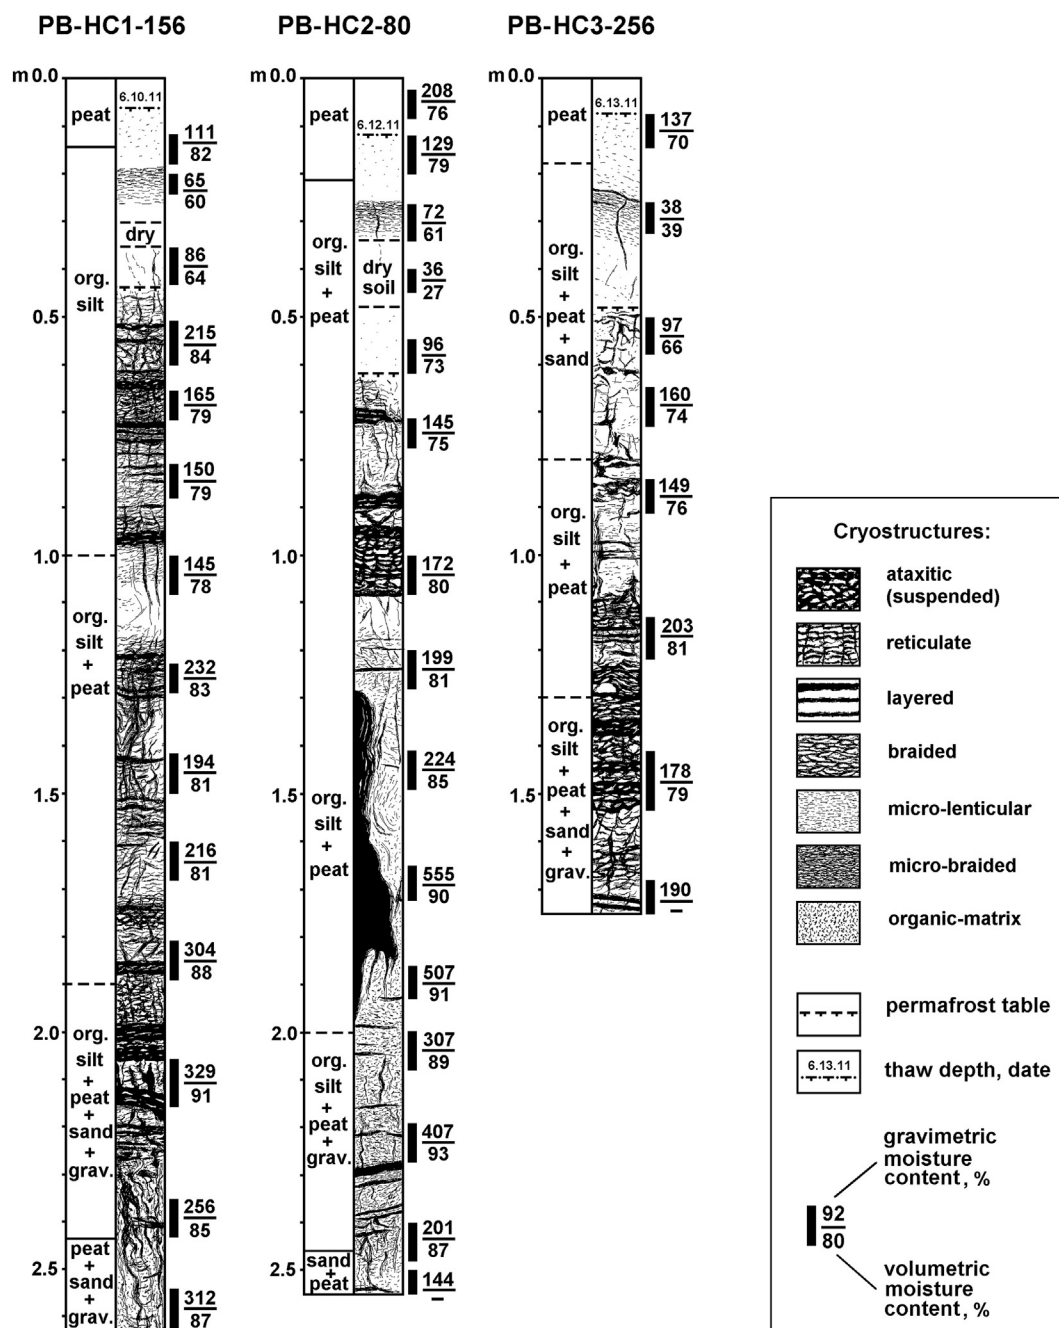 PB-HC1-156
m 0.0
peat
6.10.11
111
82
65
60
dry
86
64
org.
silt
0.5
215
84
165
79
150
79
1.0
145
78
org.
silt
+
peat
232
83
194
81
1.5
216
81
304
88
2.0
org.
silt
+
peat
+
sand
+
grav.
329
91
256
85
peat
+
sand
+
grav.
2.5
312
87
PB-HC2-80
m 0.0
peat
208
76
6.12.11
129
79
org.
silt
+
peat
72
61
dry
soil
36
27
0.5
96
73
145
75
1.0
172
80
199
81
224
85
1.5
org.
silt
+
peat
555
90
507
91
2.0
307
89
org.
silt
+
peat
+
grav.
407
93
201
87
sand
+
peat
2.5
144
–
PB-HC3-256
m 0.0
6.13.11
peat
137
70
38
39
org.
silt
+
peat
+
sand
0.5
97
66
160
74
149
76
org.
silt
+
peat
1.0
203
81
org.
silt
+
peat
+
sand
+
grav.
1.5
178
79
190
–
Cryostructures:
ataxitic
(suspended)
reticulate
layered
braided
micro-lenticular
micro-braided
organic-matrix
permafrost table
6.13.11
thaw depth, date
gravimetric
moisture
content, %
92
80
volumetric
moisture
content, %